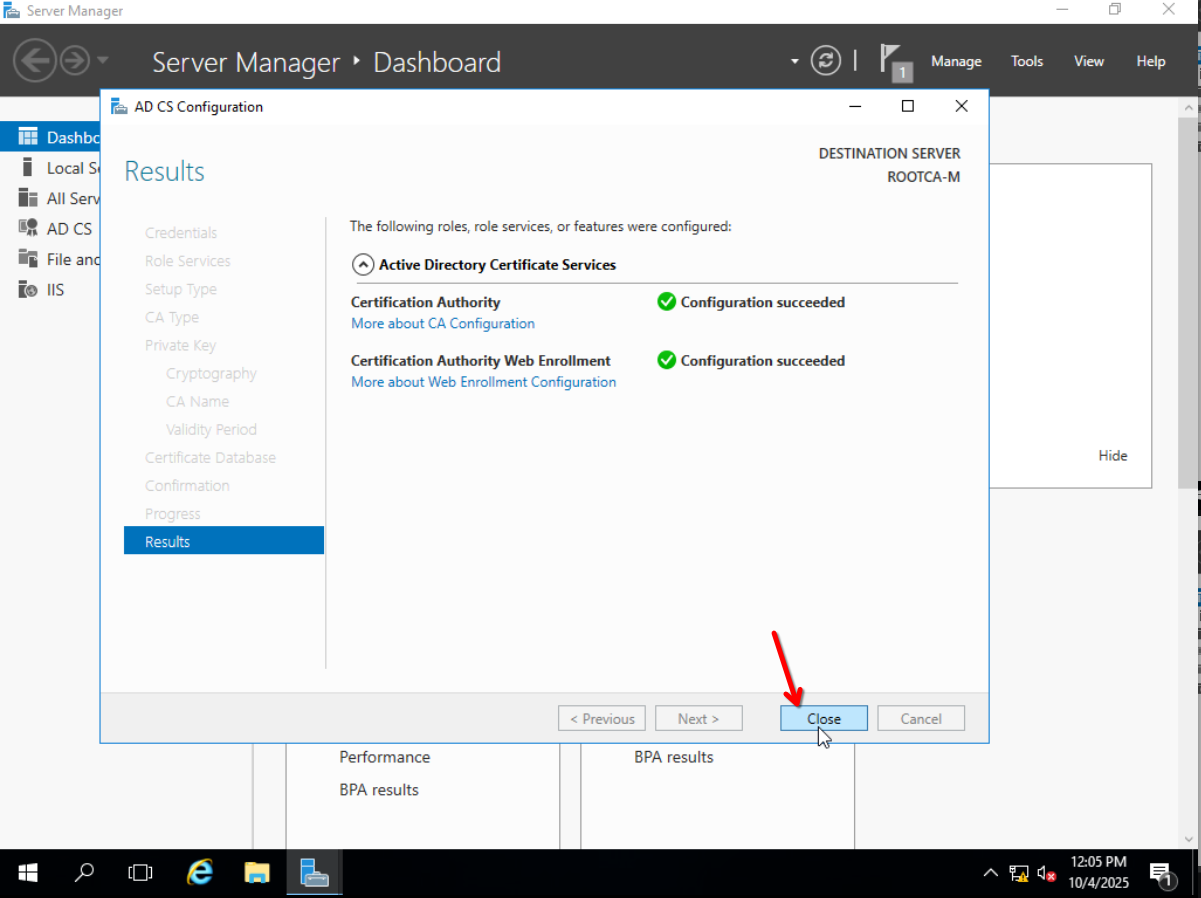 Server Manager
Server Manager ‣ Dashboard
1
Manage
Tools
View
Help
AD CS Configuration
Dashbc
Local Se
All Serv
AD CS
File and
IIS
Results
DESTINATION SERVER
ROOTCA-M
Credentials
Role Services
Setup Type
CA Type
Private Key
Cryptography
CA Name
Validity Period
Certificate Database
Confirmation
Progress
Results
The following roles, role services, or features were configured:
Active Directory Certificate Services
Certification Authority
Configuration succeeded
More about CA Configuration
Certification Authority Web Enrollment
Configuration succeeded
More about Web Enrollment Configuration
Hide
< Previous
Next >
Close
Cancel
Performance
BPA results
BPA results
12:05 PM
10/4/2025
1